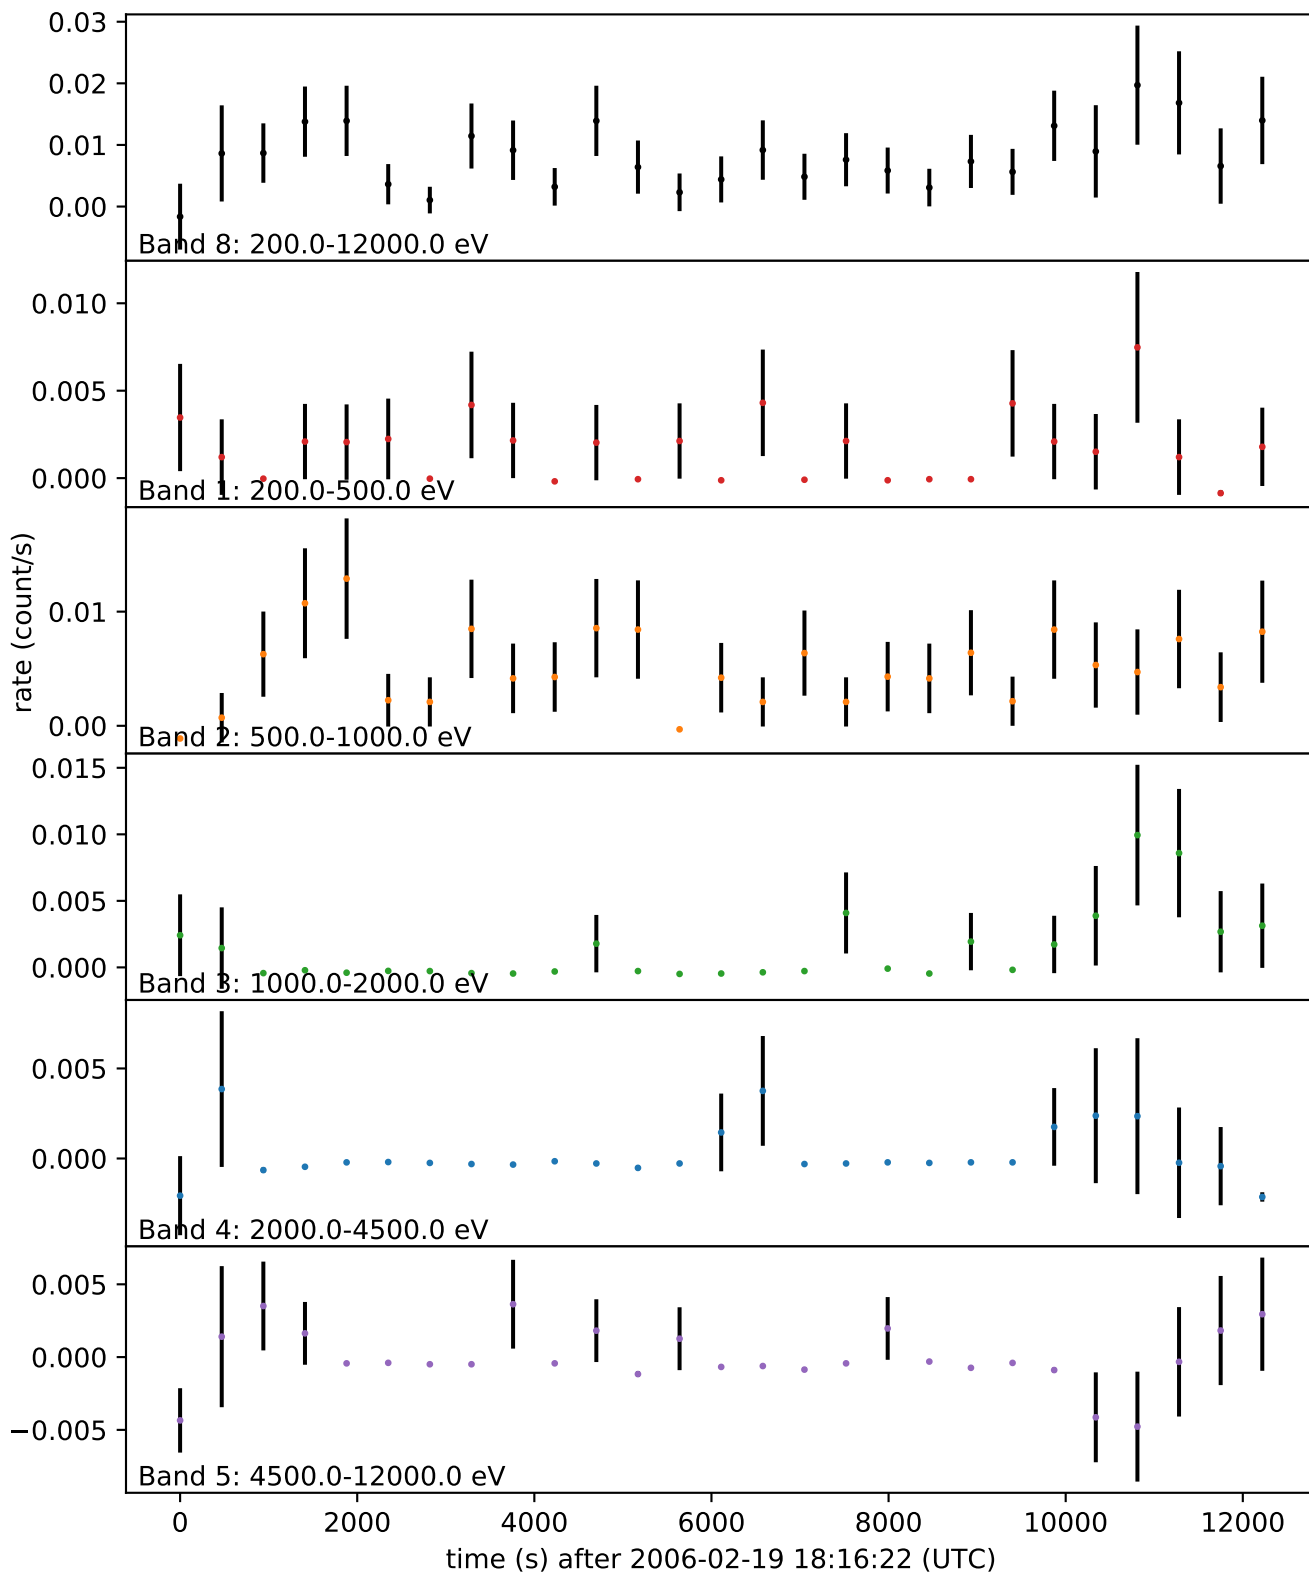 0.03
0.02
0.01
0.00
Band 8: 200.0-12000.0 eV
0.010
0.005
0.000
Band 1: 200.0-500.0 eV
rate (count/s)
0.01
0.00
Band 2: 500.0-1000.0 eV
0.015
0.010
0.005
0.000
Band 3: 1000.0-2000.0 eV
0.005
0.000
Band 4: 2000.0-4500.0 eV
0.005
0.000
−0.005
Band 5: 4500.0-12000.0 eV
0 2000 4000 6000 8000 10000 12000
time (s) after 2006-02-19 18:16:22 (UTC)